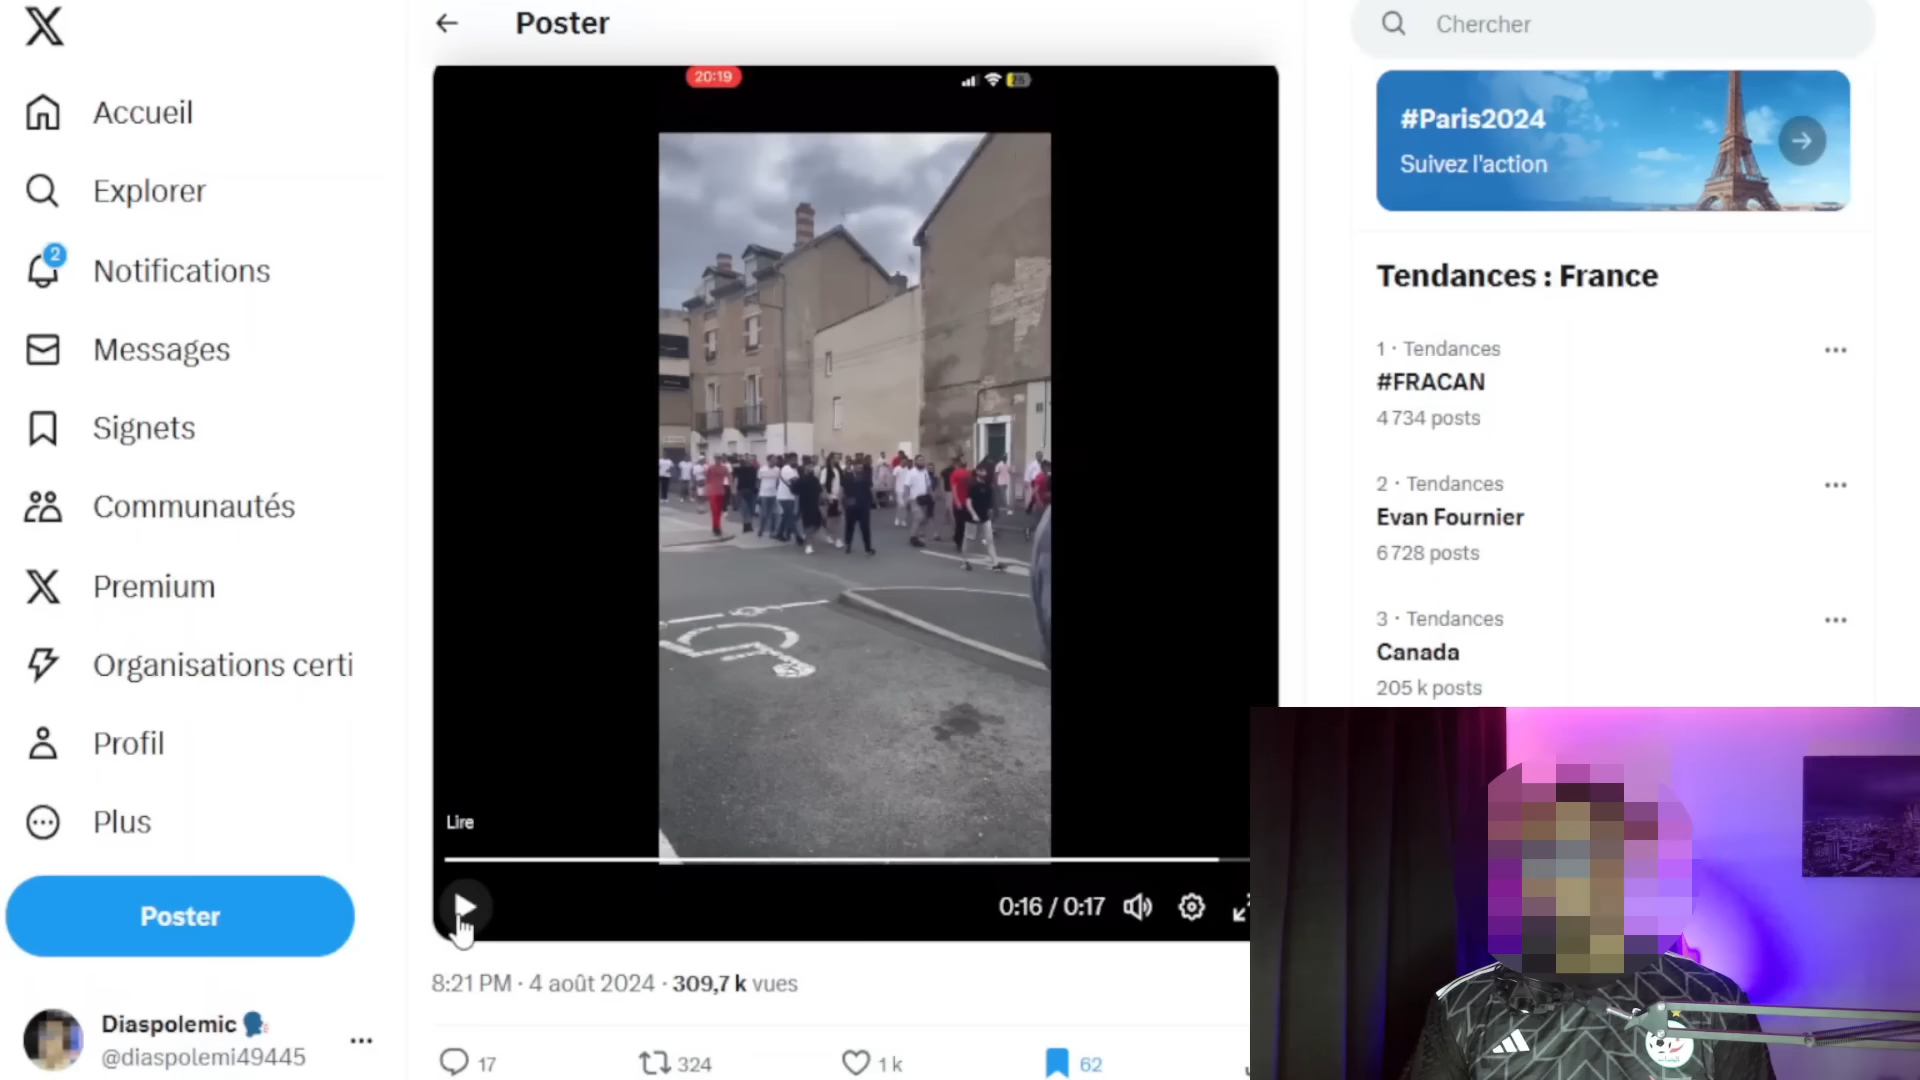 Accueil
Explorer
2
Notifications
Messages
Signets
Communautés
Premium
Organisations certi
Profil
Plus
Poster
Diaspolemic
@diaspolemi49445
Poster
20:19
Lire
0:16 / 0:17
8:21 PM · 4 août 2024 · 309,7 k vues
17
324
1 k
62
Chercher
#Paris2024
Suivez l'action
Tendances : France
1 · Tendances
#FRACAN
4 734 posts
2 · Tendances
Evan Fournier
6 728 posts
3 · Tendances
Canada
205 k posts